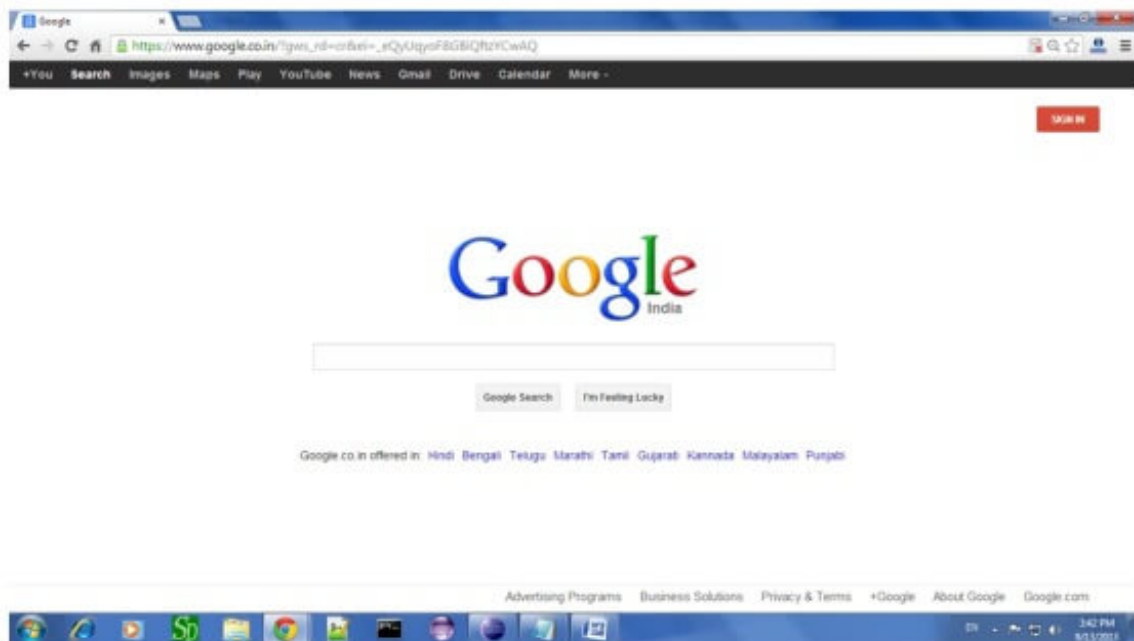 Google
https://www.google.co.in/
+You Search Images Maps Play YouTube News Gmail Drive Calendar More
SIGN IN
Google
India
Google Search I'm Feeling Lucky
Google.co.in offered in: Hindi Bengali Telugu Marathi Tamil Gujarati Kannada Malayalam Punjabi
Advertising Programs Business Solutions Privacy & Terms +Google About Google Google.com
EN 3:42 PM